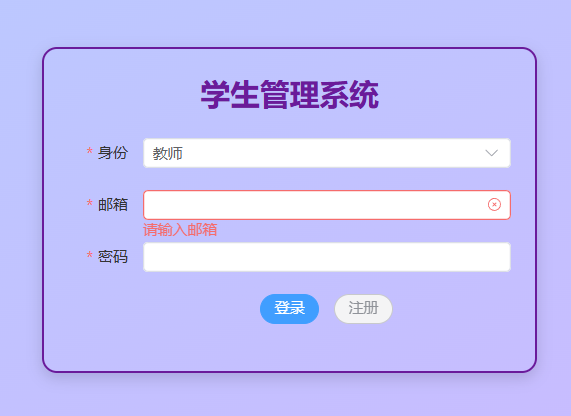 学生管理系统
* 身份 教师
* 邮箱
请输入邮箱
* 密码
登录 注册